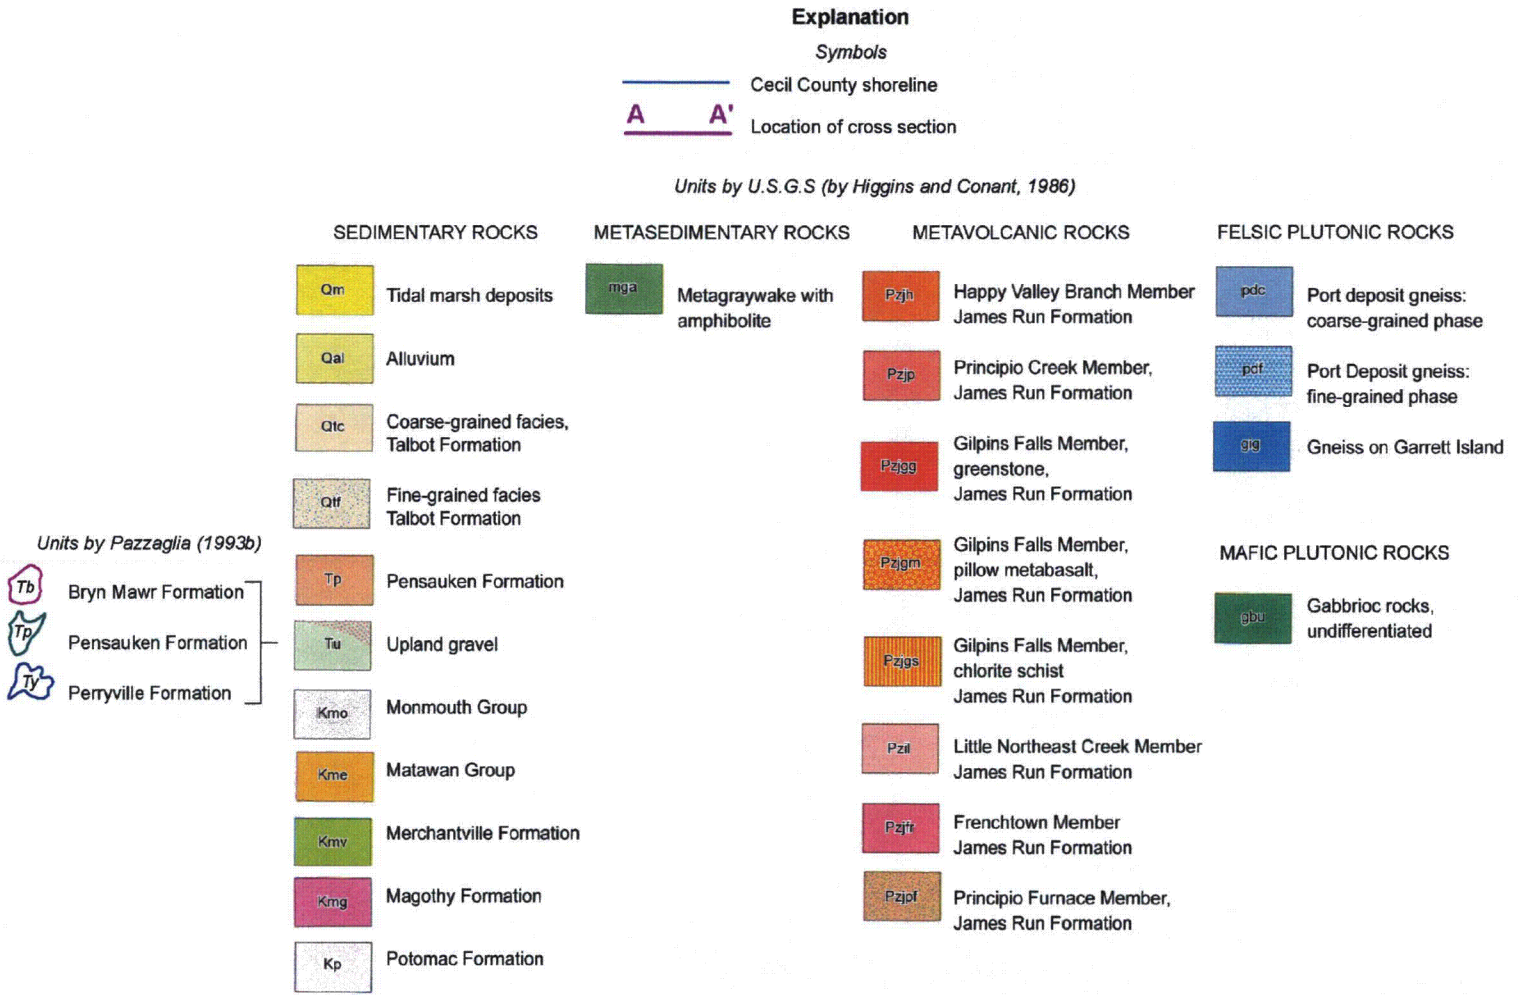 Explanation
Symbols
Cecil County shoreline
A A'
Location of cross section
Units by U.S.G.S (by Higgins and Conant, 1986)
SEDIMENTARY ROCKS
Qm
Tidal marsh deposits
Qal
Alluvium
Qtc
Coarse-grained facies,
Talbot Formation
Qtf
Fine-grained facies
Talbot Formation
Tp
Pensauken Formation
Tu
Upland gravel
Kmo
Monmouth Group
Kme
Matawan Group
Kmv
Merchantville Formation
Kmg
Magothy Formation
Kp
Potomac Formation
Units by Pazzaglia (1993b)
Tb
Bryn Mawr Formation
Tp
Pensauken Formation
Ty
Perryville Formation
METASEDIMENTARY ROCKS
mga
Metagraywake with
amphibolite
METAVOLCANIC ROCKS
Pzjh
Happy Valley Branch Member
James Run Formation
Pzjp
Principio Creek Member,
James Run Formation
Pzjgg
Gilpins Falls Member,
greenstone,
James Run Formation
Pzjgm
Gilpins Falls Member,
pillow metabasalt,
James Run Formation
Pzjgs
Gilpins Falls Member,
chlorite schist
James Run Formation
Pzil
Little Northeast Creek Member
James Run Formation
Pzjfr
Frenchtown Member
James Run Formation
Pzjpf
Principio Furnace Member,
James Run Formation
FELSIC PLUTONIC ROCKS
pdc
Port deposit gneiss:
coarse-grained phase
pdf
Port Deposit gneiss:
fine-grained phase
gig
Gneiss on Garrett Island
MAFIC PLUTONIC ROCKS
gbu
Gabbrioc rocks,
undifferentiated